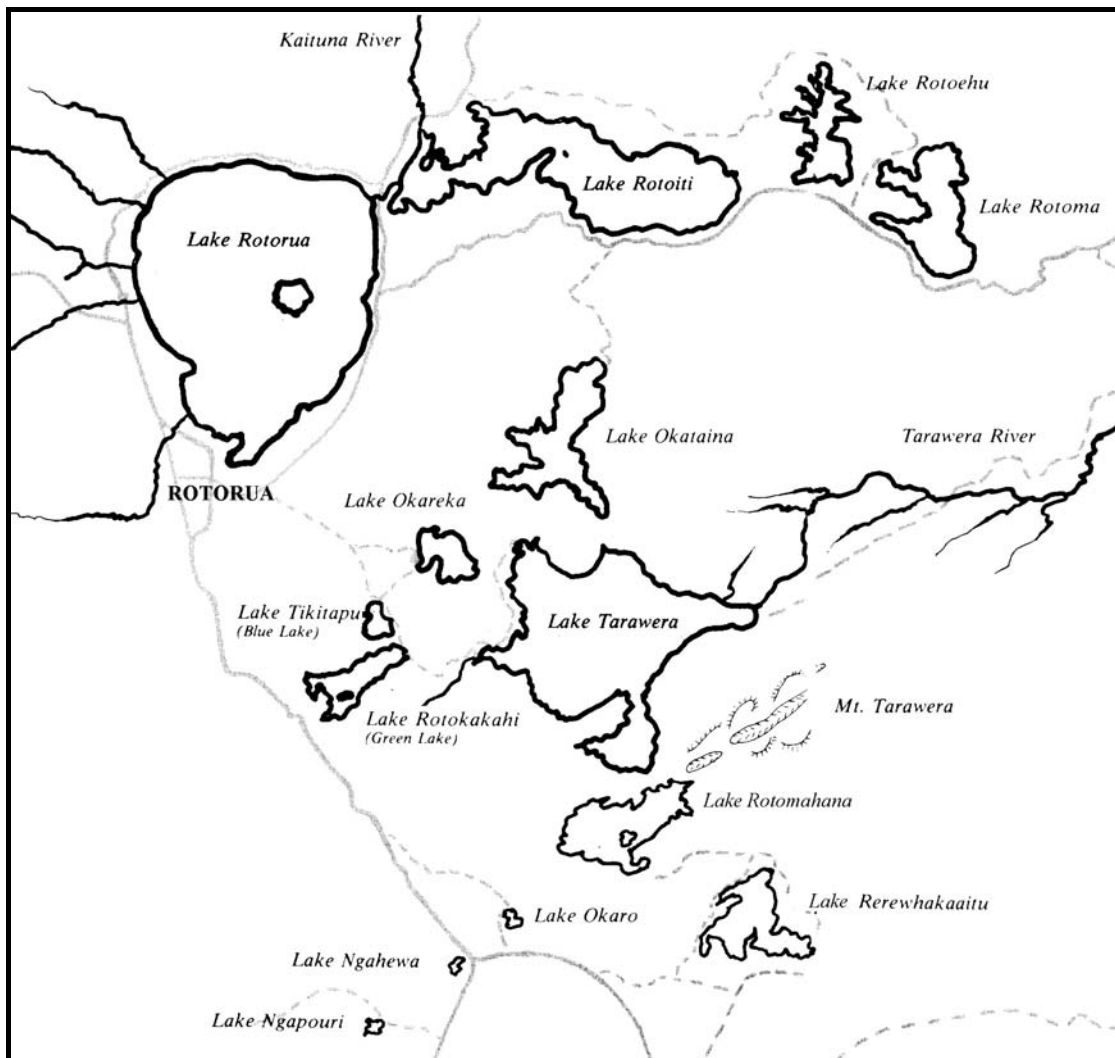 Kaituna River
Lake Rotoehu
Lake Rotoiti
Lake Rotoma
Lake Rotorua
Lake Okataina
Tarawera River
ROTORUA
Lake Okareka
Lake Tikitapu
(Blue Lake)
Lake Tarawera
Lake Rotokakahi
(Green Lake)
Mt. Tarawera
Lake Rotomahana
Lake Rerewhakaaitu
Lake Okaro
Lake Ngahewa
Lake Ngapouri